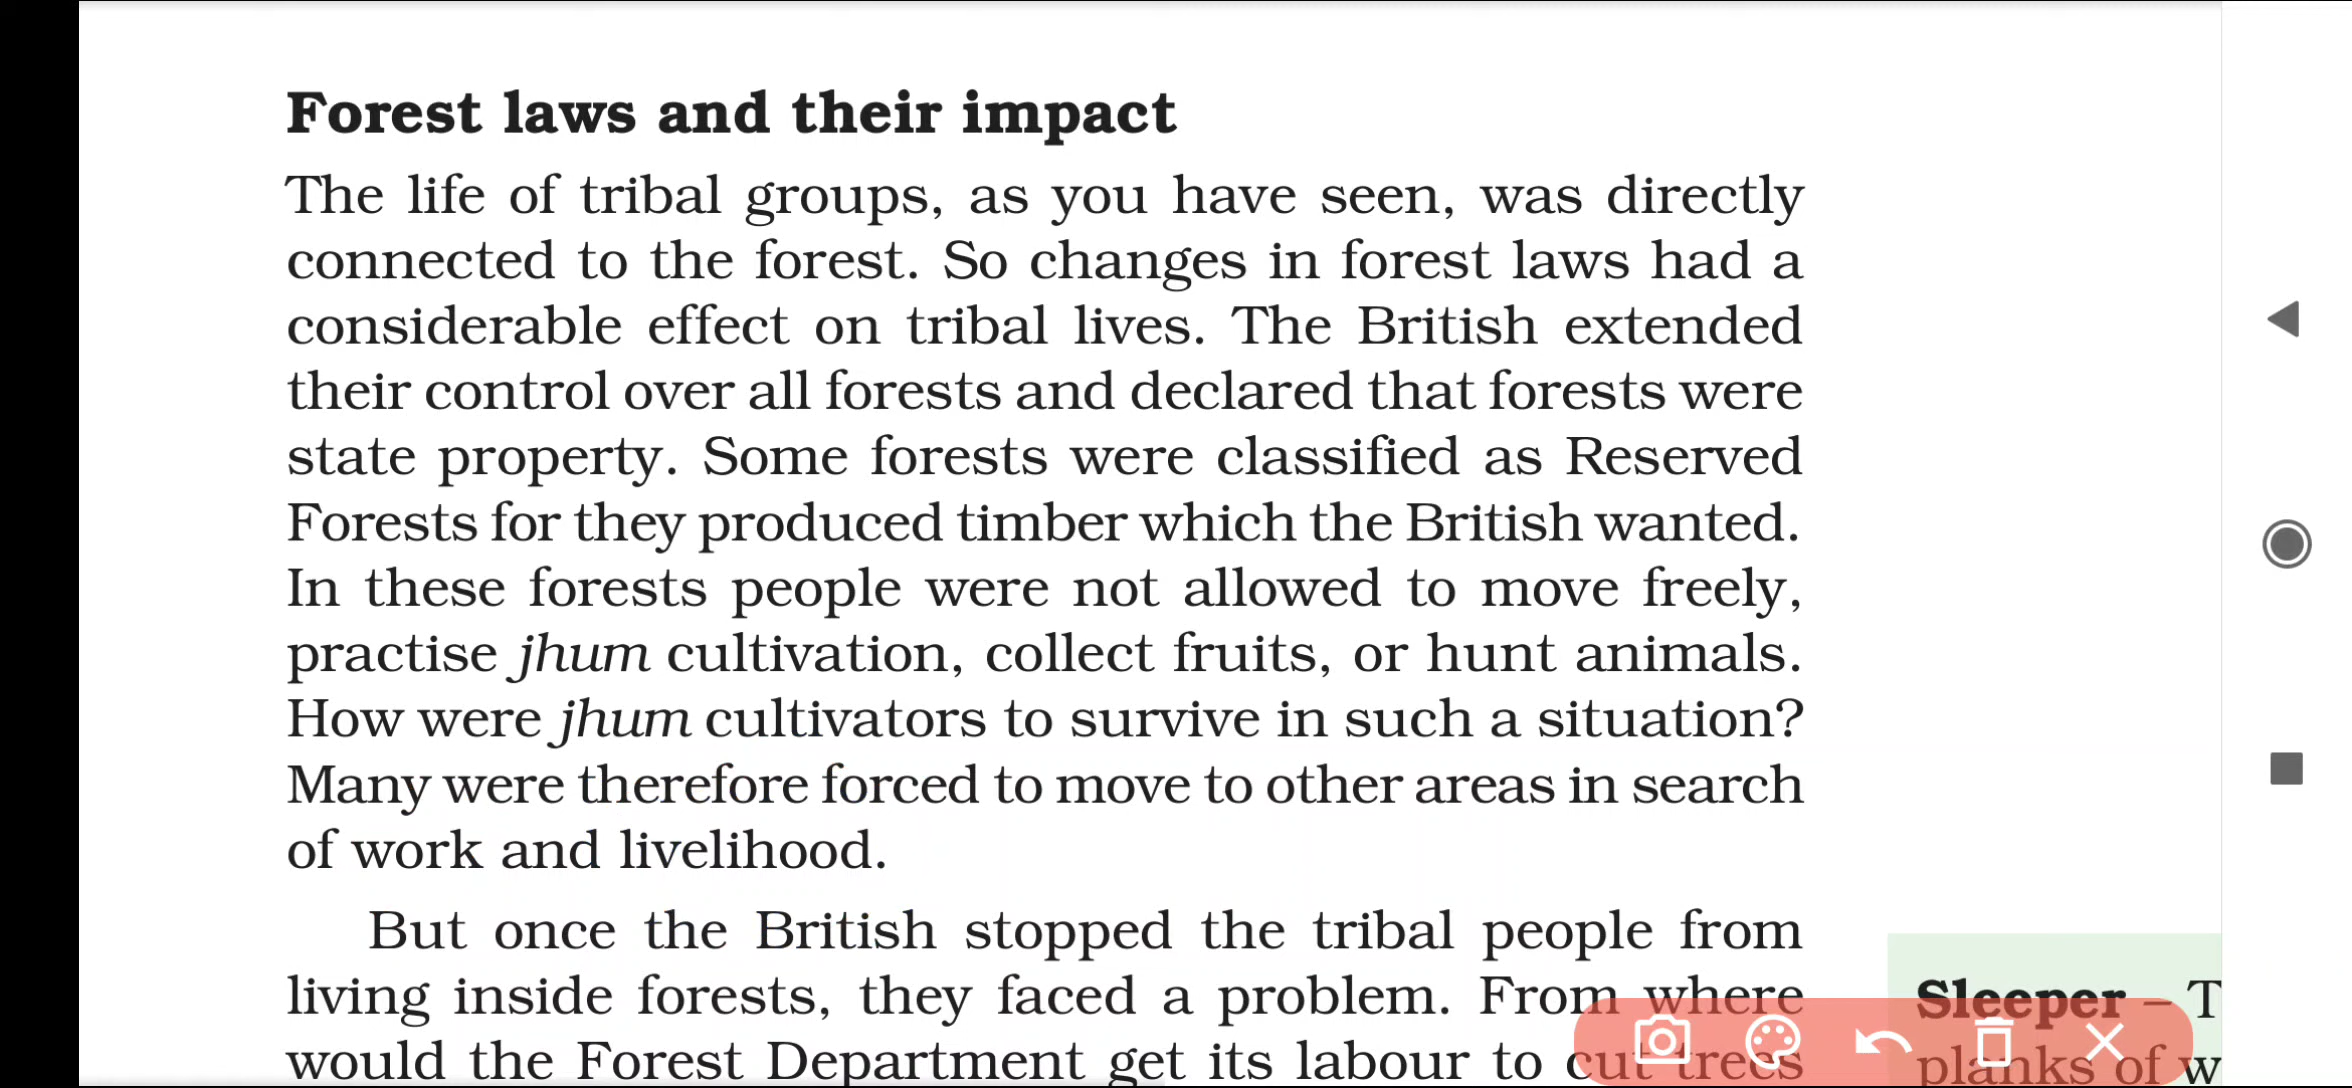 Forest laws and their impact
The life of tribal groups, as you have seen, was directly
connected to the forest. So changes in forest laws had a
considerable effect on tribal lives. The British extended
their control over all forests and declared that forests were
state property. Some forests were classified as Reserved
Forests for they produced timber which the British wanted.
In these forests people were not allowed to move freely,
practise jhum cultivation, collect fruits, or hunt animals.
How were jhum cultivators to survive in such a situation?
Many were therefore forced to move to other areas in search
of work and livelihood.
But once the British stopped the tribal people from
living inside forests, they faced a problem. From where
would the Forest Department get its labour to cut trees
Sleeper – T
planks of w